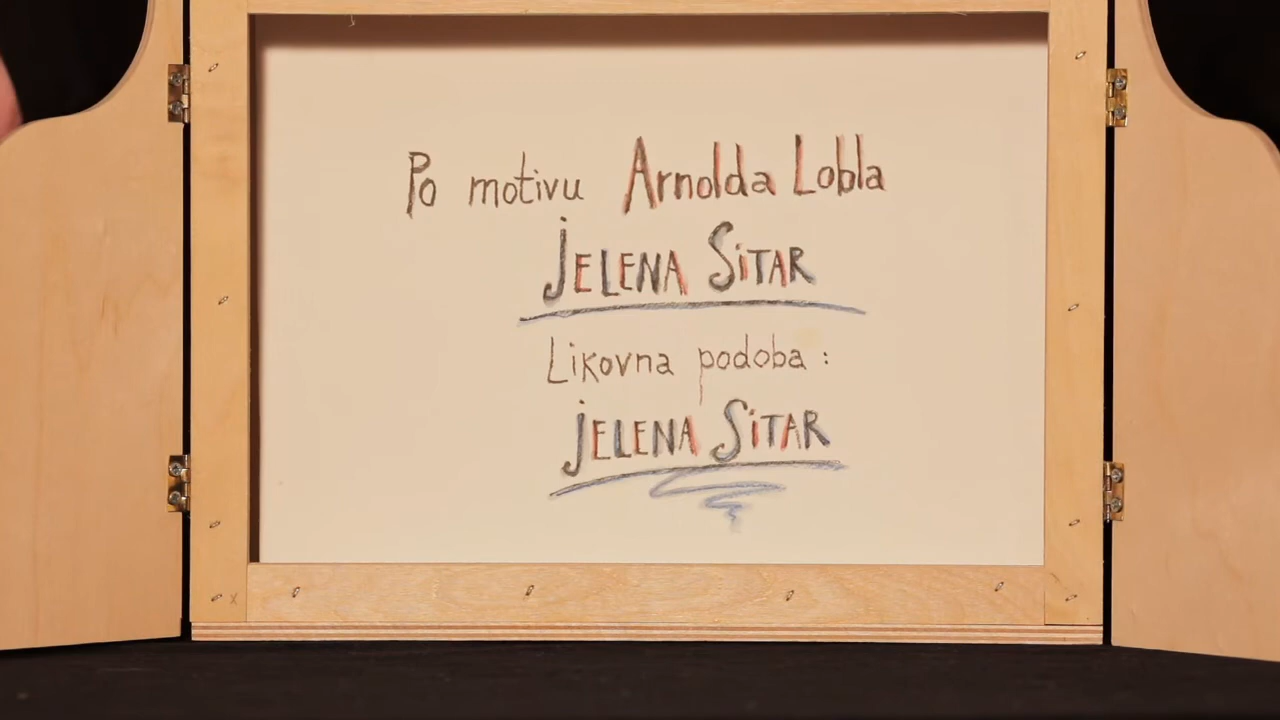 Po motivu Arnolda Lobla
JELENA SiTAR
Likovna podoba :
jELENA SiTAR